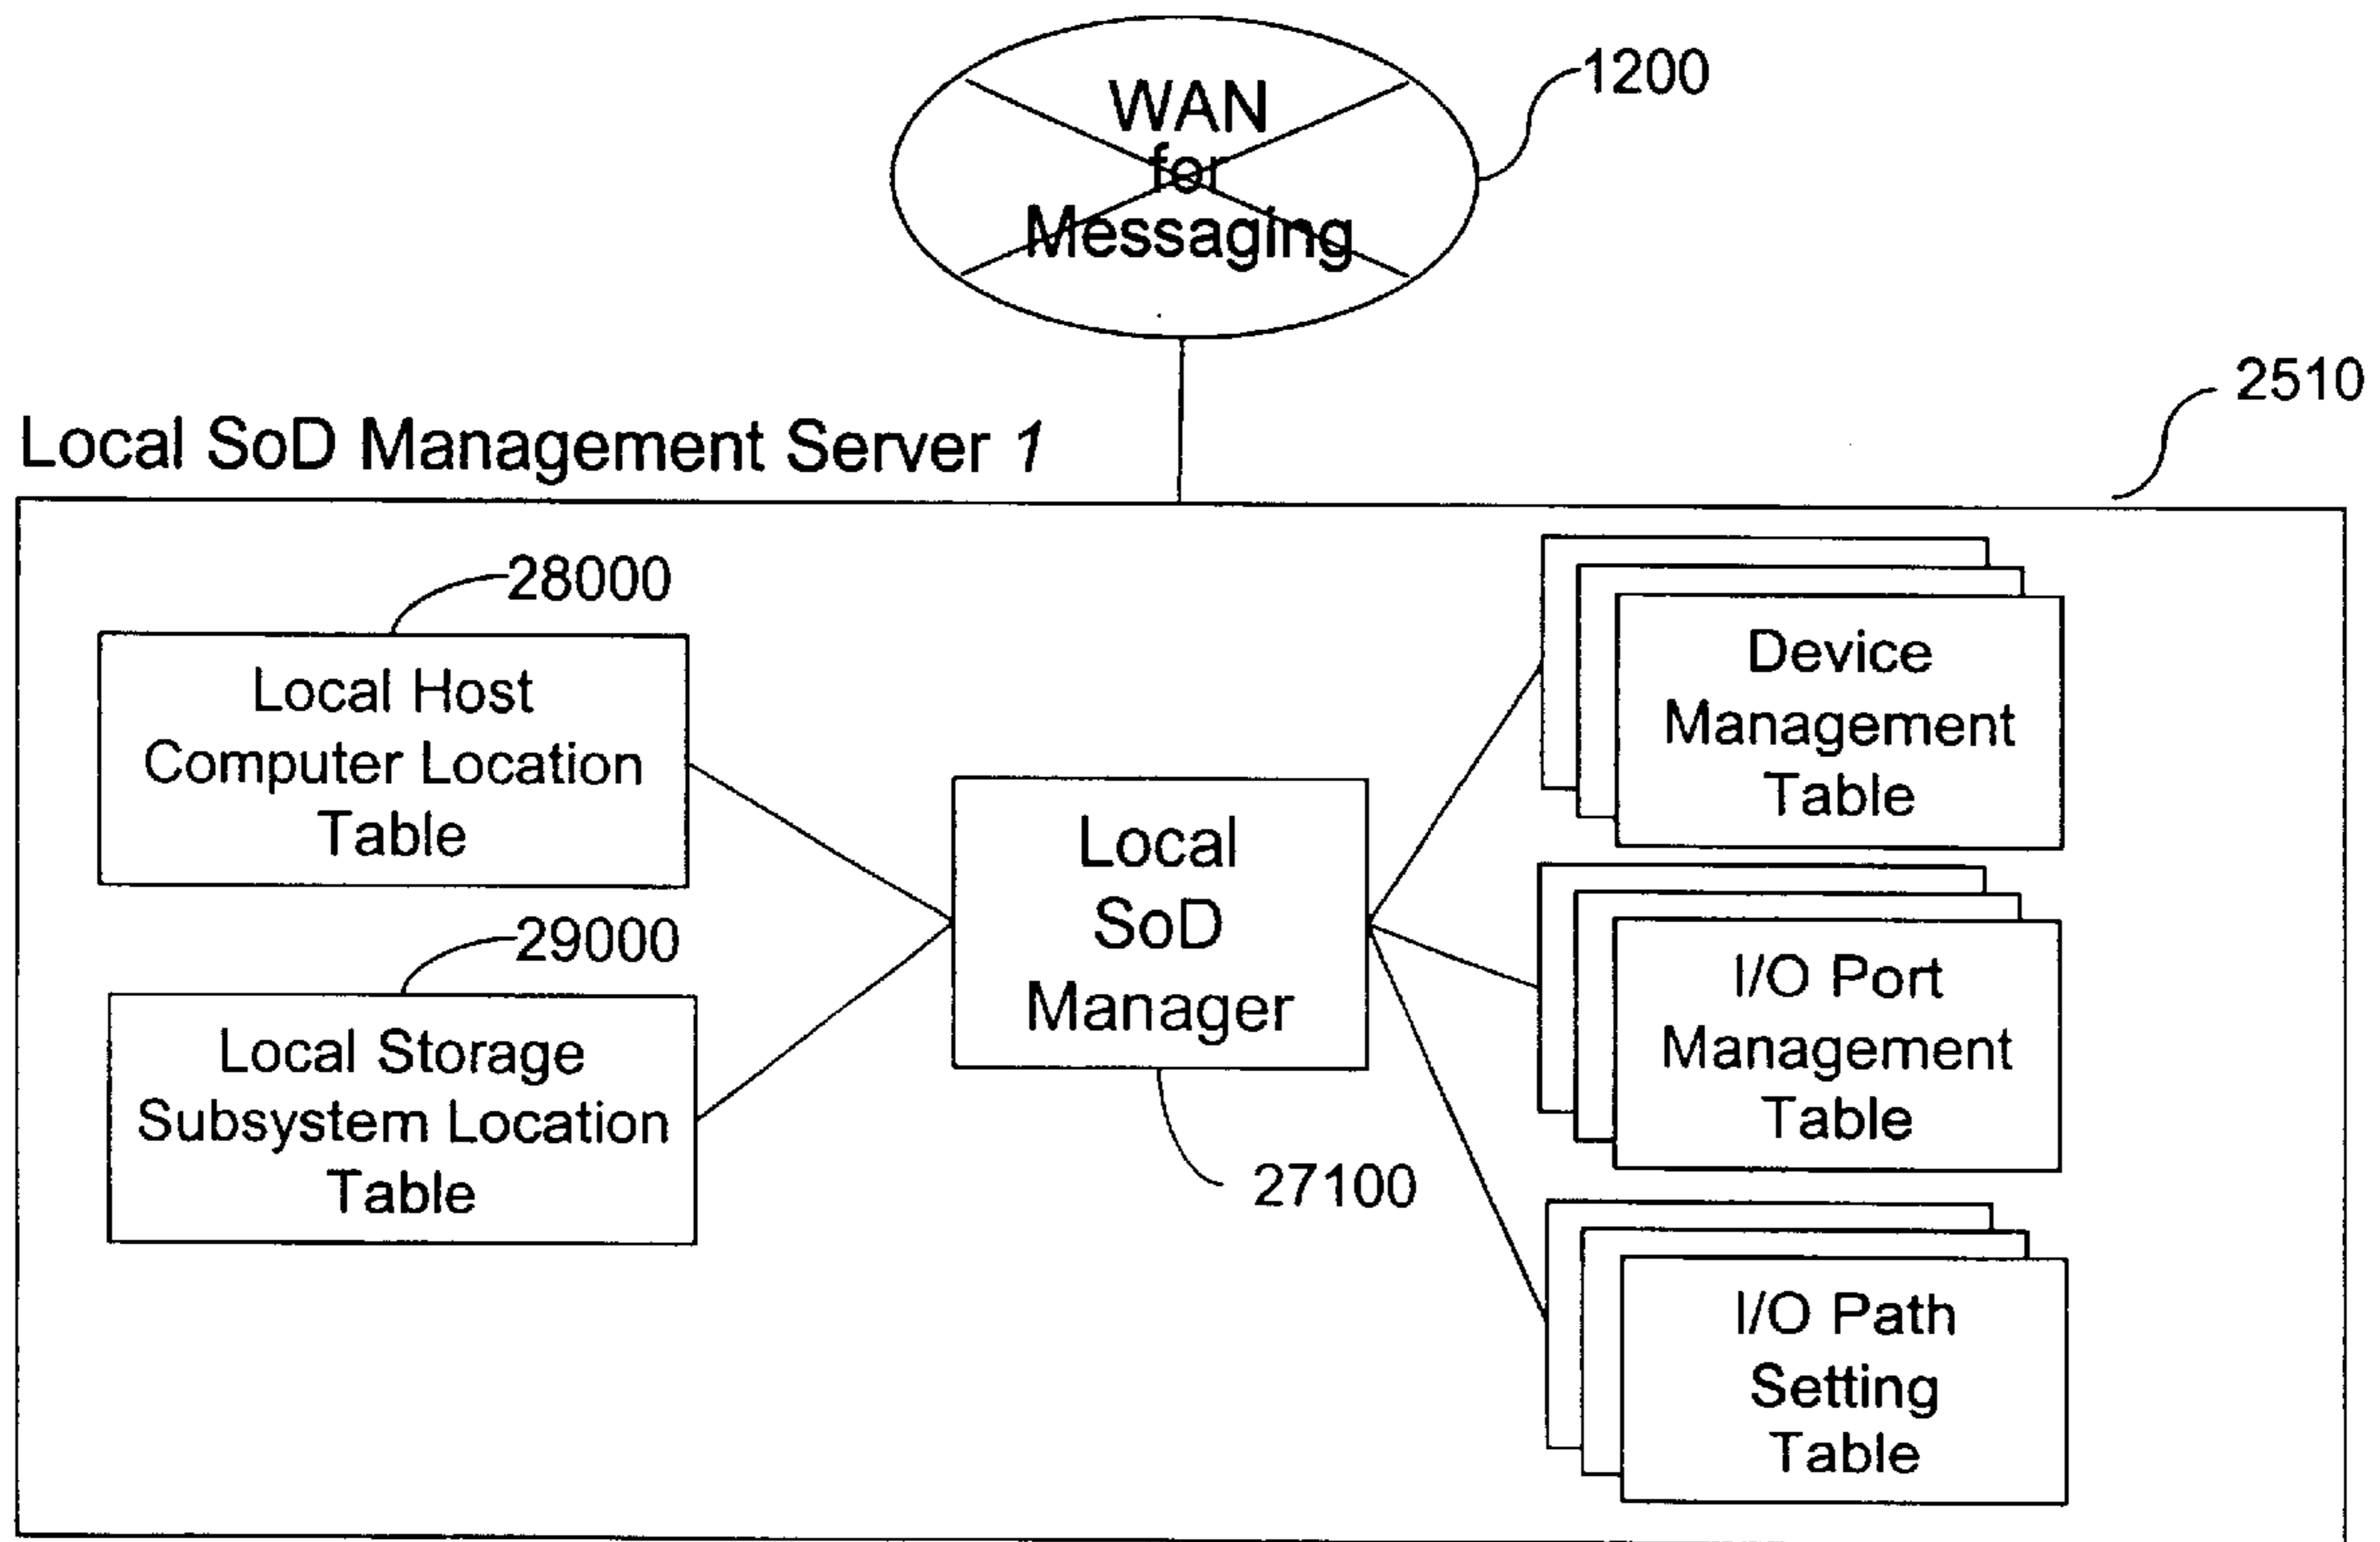 WAN
for
Messaging
1200
2510
Local SoD Management Server 1
28000
Local Host
Computer Location
Table
29000
Local Storage
Subsystem Location
Table
Local
SoD
Manager
27100
Device
Management
Table
I/O Port
Management
Table
I/O Path
Setting
Table